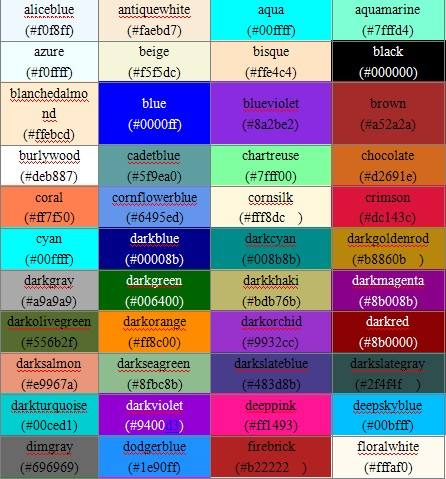 aliceblue
(#f0f8ff)
antiquewhite
(#faebd7)
aqua
(#00ffff)
aquamarine
(#7fffd4)
azure
(#f0ffff)
beige
(#f5f5dc)
bisque
(#ffe4c4)
black
(#000000)
blanchedalmo
nd
(#ffebcd)
blue
(#0000ff)
blueviolet
(#8a2be2)
brown
(#a52a2a)
burlywood
(#deb887)
cadetblue
(#5f9ea0)
chartreuse
(#7fff00)
chocolate
(#d2691e)
coral
(#ff7f50)
cornflowerblue
(#6495ed)
cornsilk
(#fff8dc )
crimson
(#dc143c)
cyan
(#00ffff)
darkblue
(#00008b)
darkcyan
(#008b8b)
darkgoldenrod
(#b8860b )
darkgray
(#a9a9a9)
darkgreen
(#006400)
darkkhaki
(#bdb76b)
darkmagenta
(#8b008b)
darkolivegreen
(#556b2f)
darkorange
(#ff8c00)
darkorchid
(#9932cc)
darkred
(#8b0000)
darksalmon
(#e9967a)
darkseagreen
(#8fbc8b)
darkslateblue
(#483d8b)
darkslategray
(#2f4f4f )
darkturquoise
(#00ced1)
darkviolet
(#9400d3)
deeppink
(#ff1493)
deepskyblue
(#00bfff)
dimgray
(#696969)
dodgerblue
(#1e90ff)
firebrick
(#b22222 )
floralwhite
(#fffaf0)